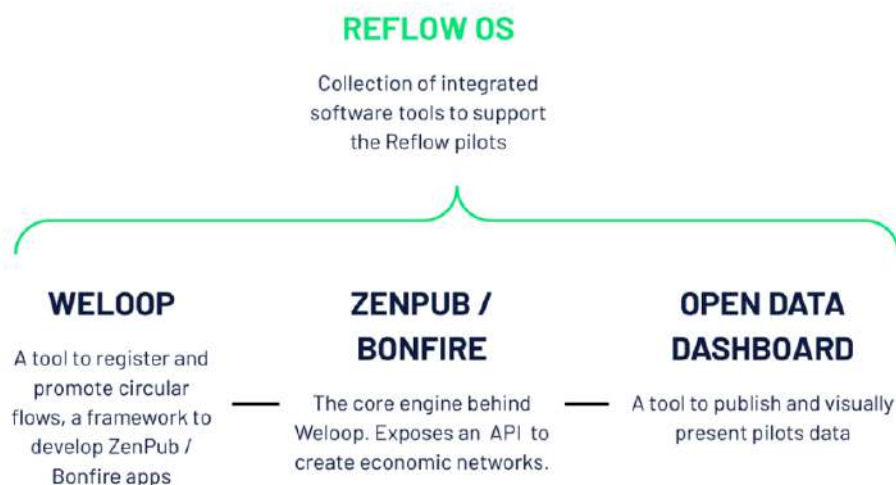 REFLOW OS
Collection of integrated
software tools to support
the Reflow pilots
WELOOP
A tool to register and
promote circular
flows, a framework to
develop ZenPub /
Bonfire apps
ZENPUB /
BONFIRE
The core engine behind
Weloop. Exposes an API to
create economic networks.
OPEN DATA
DASHBOARD
A tool to publish and visually
present pilots data